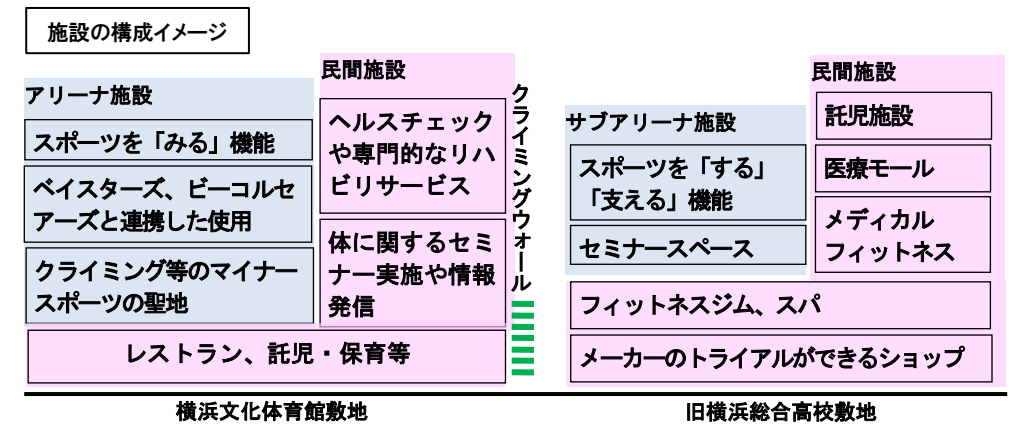 施設の構成イメージ
アリーナ施設
スポーツを「みる」機能
ベイスターズ、ビーコルセ
アーズと連携した使用
クライミング等のマイナー
スポーツの聖地
民間施設
ヘルスチェック
や専門的なリハ
ビリサービス
体に関するセミ
ナー実施や情報
発信
レストラン、託児・保育等
クライミングウォール
横浜文化体育館敷地
サブアリーナ施設
スポーツを「する」
「支える」機能
セミナースペース
民間施設
託児施設
医療モール
メディカル
フィットネス
フィットネスジム、スパ
メーカーのトライアルができるショップ
旧横浜総合高校敷地